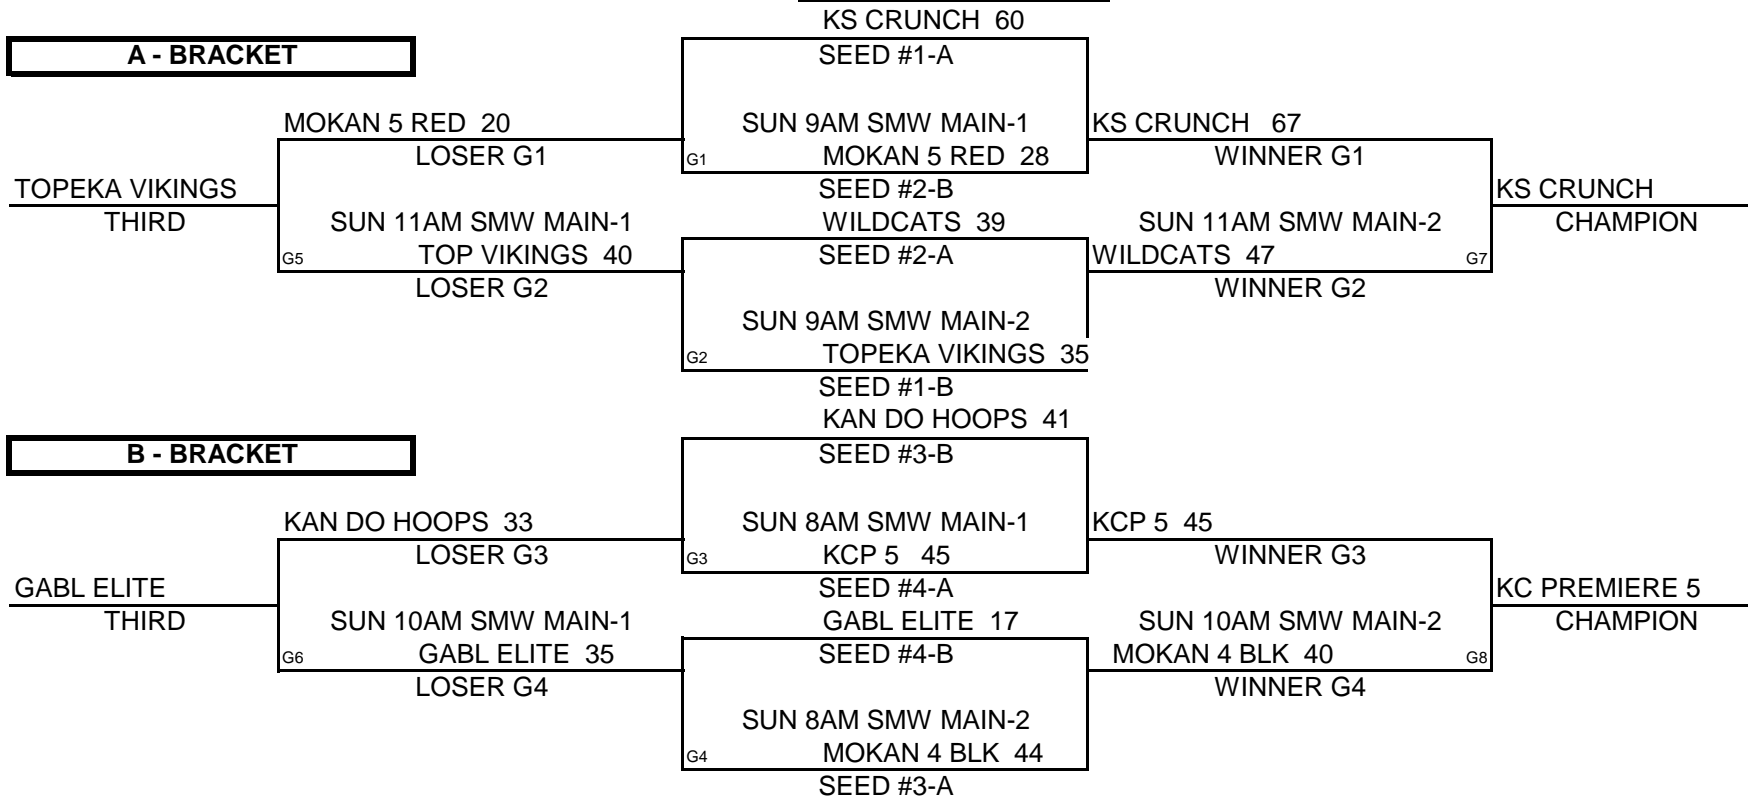 KS CRUNCH 60
A - BRACKET
SEED #1-A
MOKAN 5 RED 20
SUN 9AM SMW MAIN-1
KS CRUNCH 67
LOSER G1
G1
MOKAN 5 RED 28
WINNER G1
TOPEKA VIKINGS
SEED #2-B
KS CRUNCH
THIRD
SUN 11AM SMW MAIN-1
WILDCATS 39
SUN 11AM SMW MAIN-2
CHAMPION
G5
TOP VIKINGS 40
SEED #2-A
WILDCATS 47
G7
LOSER G2
WINNER G2
SUN 9AM SMW MAIN-2
G2
TOPEKA VIKINGS 35
SEED #1-B
KAN DO HOOPS 41
B - BRACKET
SEED #3-B
KAN DO HOOPS 33
SUN 8AM SMW MAIN-1
KCP 5 45
LOSER G3
G3
KCP 5 45
WINNER G3
GABL ELITE
SEED #4-A
KC PREMIERE 5
THIRD
SUN 10AM SMW MAIN-1
GABL ELITE 17
SUN 10AM SMW MAIN-2
CHAMPION
G6
GABL ELITE 35
SEED #4-B
MOKAN 4 BLK 40
G8
LOSER G4
WINNER G4
SUN 8AM SMW MAIN-2
G4
MOKAN 4 BLK 44
SEED #3-A